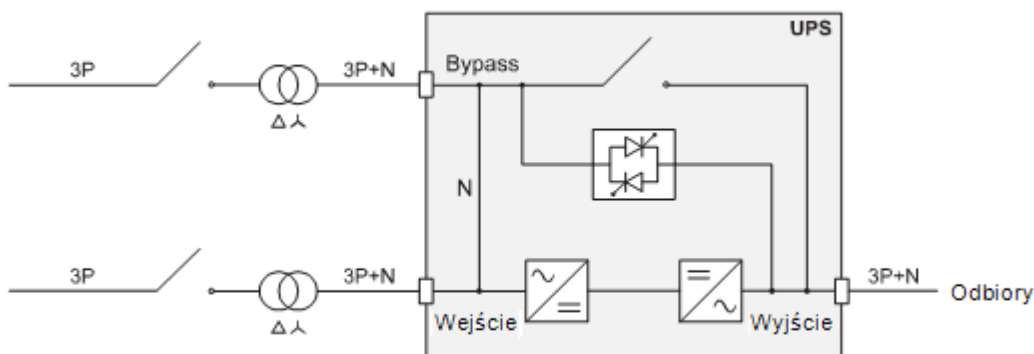 UPS
3P
3P+N
Bypass
Δ
N
3P
3P+N
3P+N
Odbiory
Wejście
Wyjście
Δ